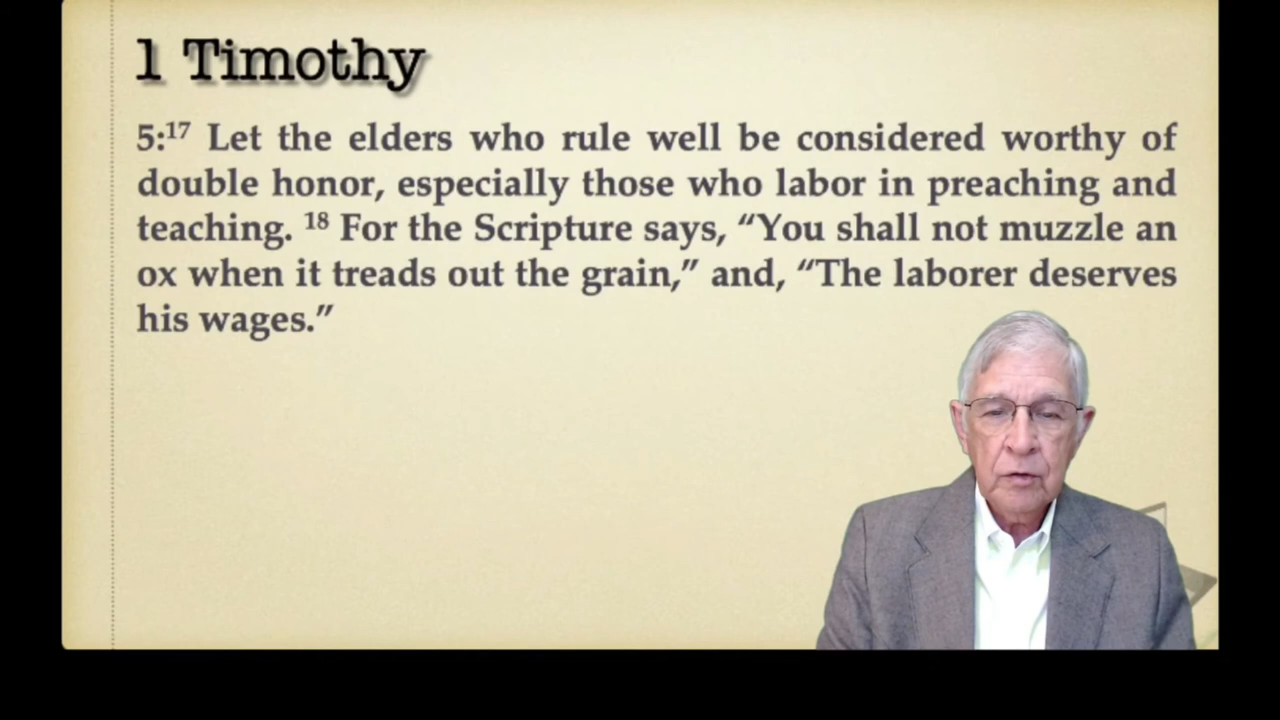 1 Timothy
5:17 Let the elders who rule well be considered worthy of
double honor, especially those who labor in preaching and
teaching. 18 For the Scripture says, “You shall not muzzle an
ox when it treads out the grain,” and, “The laborer deserves
his wages.”